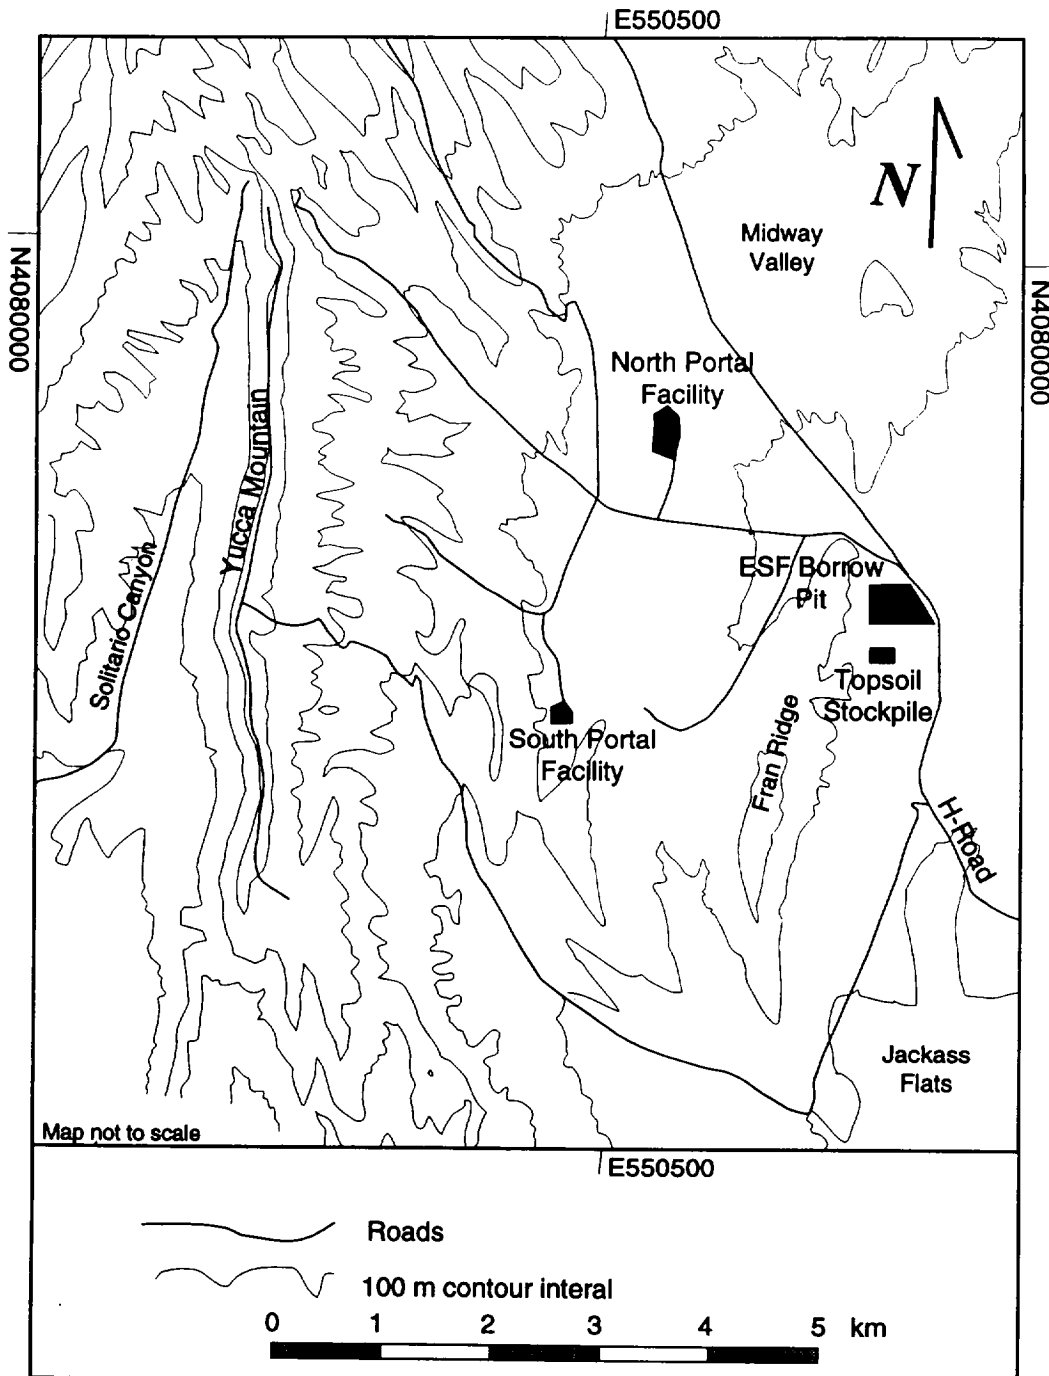 E550500
N
Midway
Valley
N4080000
N4080000
North Portal
Facility
Yucca Mountain
Solitario Canyon
ESF Borrow
Pit
Topsoil
Stockpile
Fran Ridge
South Portal
Facility
H-Road
Jackass
Flats
Map not to scale
E550500
Roads
100 m contour interal
0 1 2 3 4 5 km